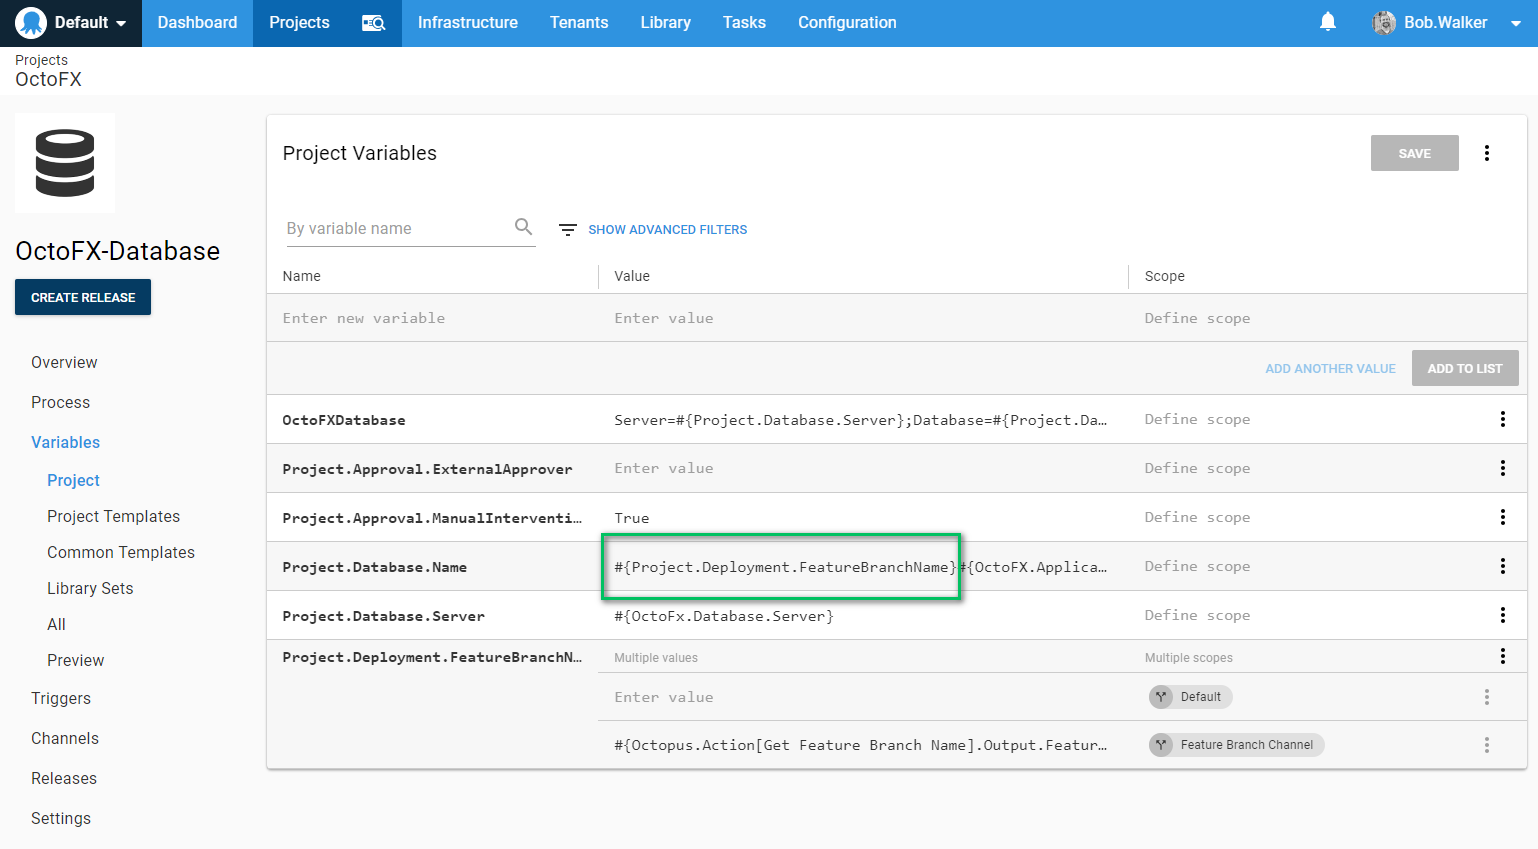 Default Dashboard Projects Infrastructure Tenants Library Tasks Configuration Bob.Walker
Projects
OctoFX
OctoFX-Database
CREATE RELEASE
Overview
Process
Variables
Project
Project Templates
Common Templates
Library Sets
All
Preview
Triggers
Channels
Releases
Settings
Project Variables
SAVE
By variable name
SHOW ADVANCED FILTERS
Name Value Scope
Enter new variable Enter value Define scope
ADD ANOTHER VALUE ADD TO LIST
OctoFXDatabase Server=#{Project.Database.Server};Database=#{Project.Da… Define scope
Project.Approval.ExternalApprover Enter value Define scope
Project.Approval.ManualInterventi… True Define scope
Project.Database.Name #{Project.Deployment.FeatureBranchName}#{OctoFX.Applica… Define scope
Project.Database.Server #{OctoFx.Database.Server} Define scope
Project.Deployment.FeatureBranchN… Multiple values Multiple scopes
Enter value Default
#{Octopus.Action[Get Feature Branch Name].Output.Featur… Feature Branch Channel